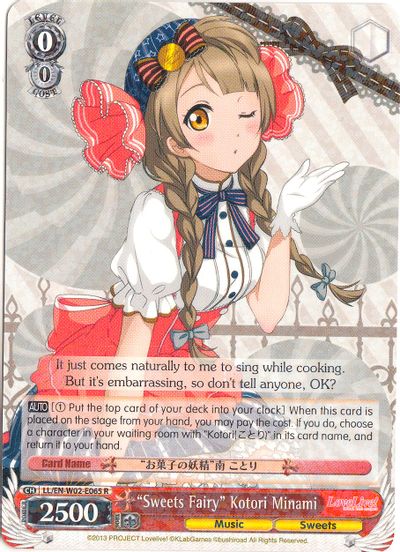 LEVEL
0
0
COST
It just comes naturally to me to sing while cooking.
But it's embarrassing, so don't tell anyone, OK?
AUTO [① Put the top card of your deck into your clock] When this card is
placed on the stage from your hand, you may pay the cost. If you do, choose
a character in your waiting room with "Kotori(ことり)" in its card name, and
return it to your hand.
Card Name
“お菓子の妖精”南 ことり
CH LL/EN-W02-E065 R
2500
“Sweets Fairy” Kotori Minami
LoveLive!
Music
Sweets
©2013 PROJECT Lovelive! ©KLabGames ©bushiroad All Rights Reserved.